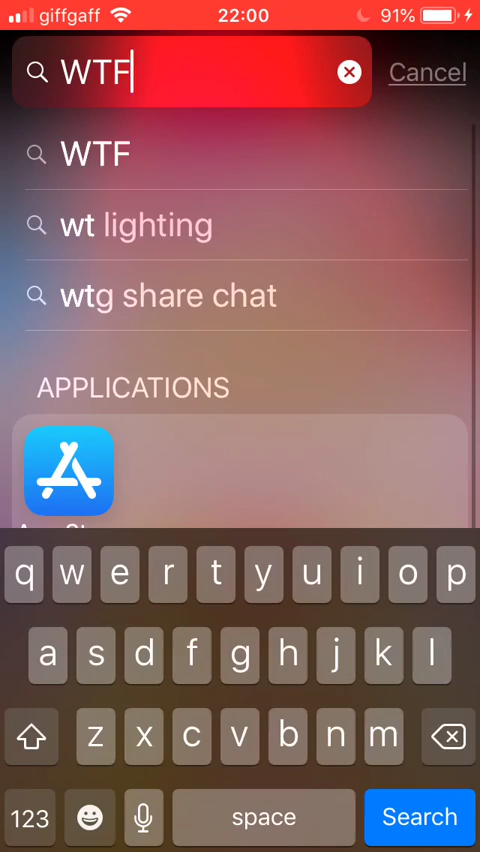 giffgaff 22:00 91%
WTF Cancel
WTF
wt lighting
wtg share chat
APPLICATIONS
q w e r t y u i o p
a s d f g h j k l
z x c v b n m
123 space Search